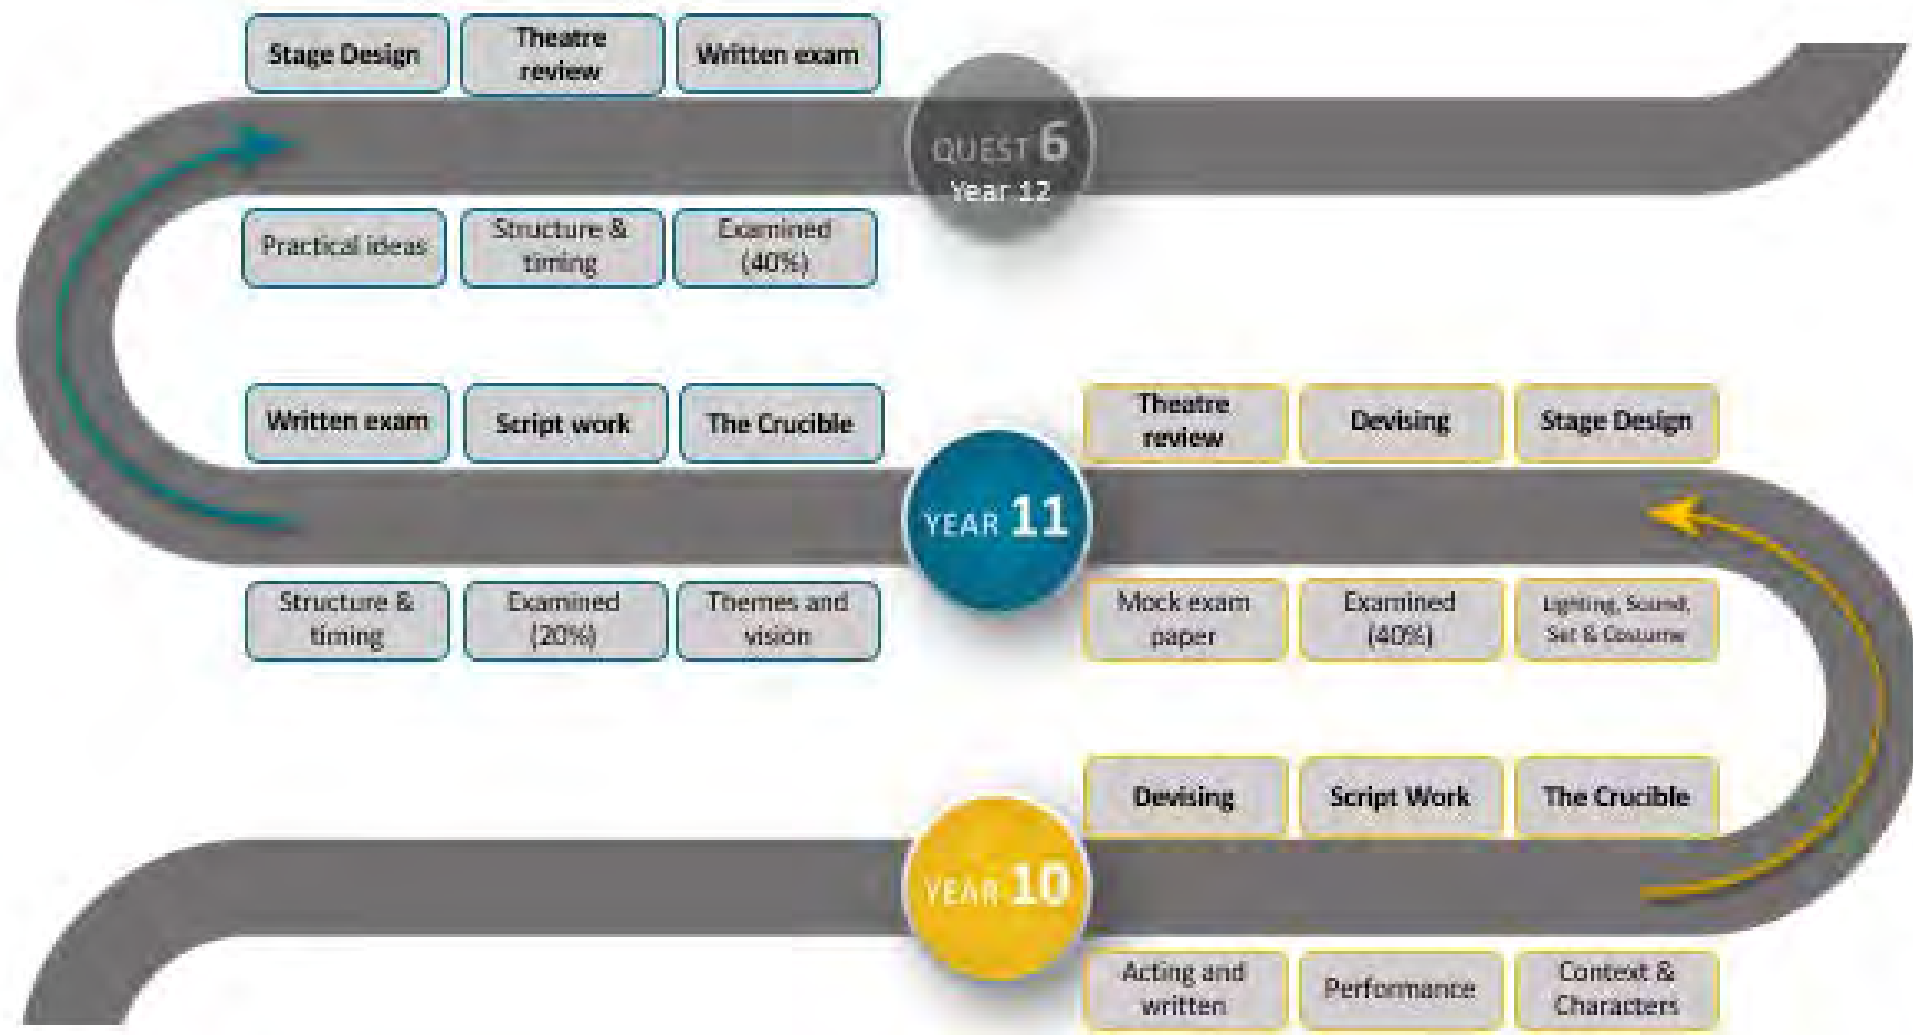 Stage Design
Theatre
review
Written exam
QUEST 6
Year 12
Practical ideas
Structure &
timing
Examined
(40%)
Written exam
Script work
The Crucible
YEAR 11
Theatre
review
Devising
Stage Design
Structure &
timing
Examined
(20%)
Themes and
vision
Mock exam
paper
Examined
(40%)
Lighting, Sound,
Set & Costume
Devising
Script Work
The Crucible
YEAR 10
Acting and
written
Performance
Context &
Characters